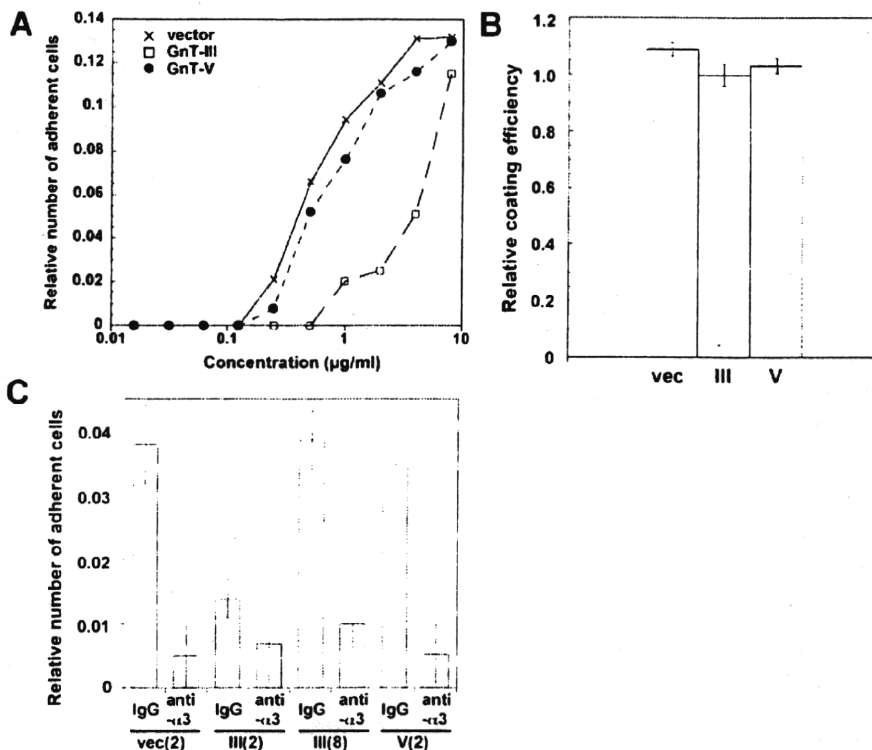 A
Relative number of adherent cells
0.14
0.12
0.1
0.08
0.06
0.04
0.02
0
0.01
0.1
1
10
Concentration (µg/ml)
vector
GnT-III
GnT-V
B
Relative coating efficiency
1.2
1.0
0.8
0.6
0.4
1.2
0
vec
III
V
C
Relative number of adherent cells
0.04
0.03
0.02
0.01
0
IgG
anti
-α3
IgG
anti
-α3
IgG
anti
-α3
IgG
anti
-α3
vec(2)
III(2)
III(8)
V(2)